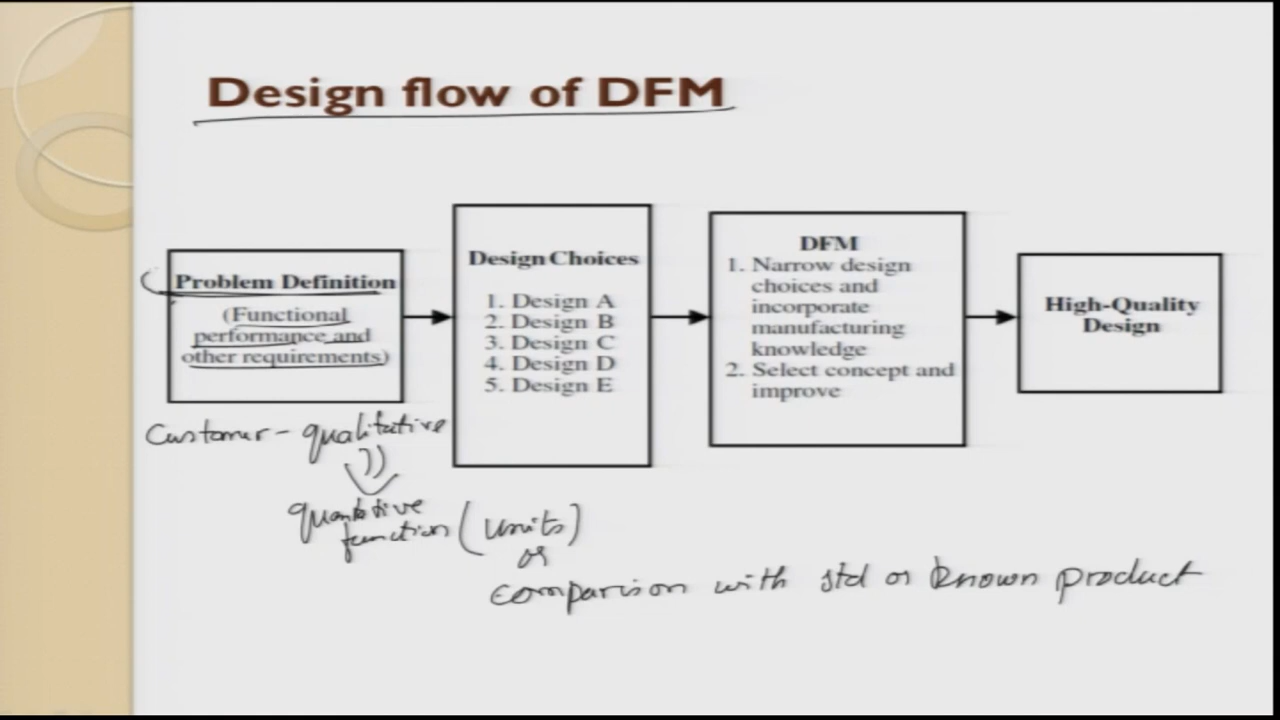 Design flow of DFM
Problem Definition
(Functional
performance and
other requirements)
Design Choices
1. Design A
2. Design B
3. Design C
4. Design D
5. Design E
DFM
1. Narrow design
choices and
incorporate
manufacturing
knowledge
2. Select concept and
improve
High-Quality
Design
Customer - qualitative
quantitative
function (units)
or
comparison with std or known product